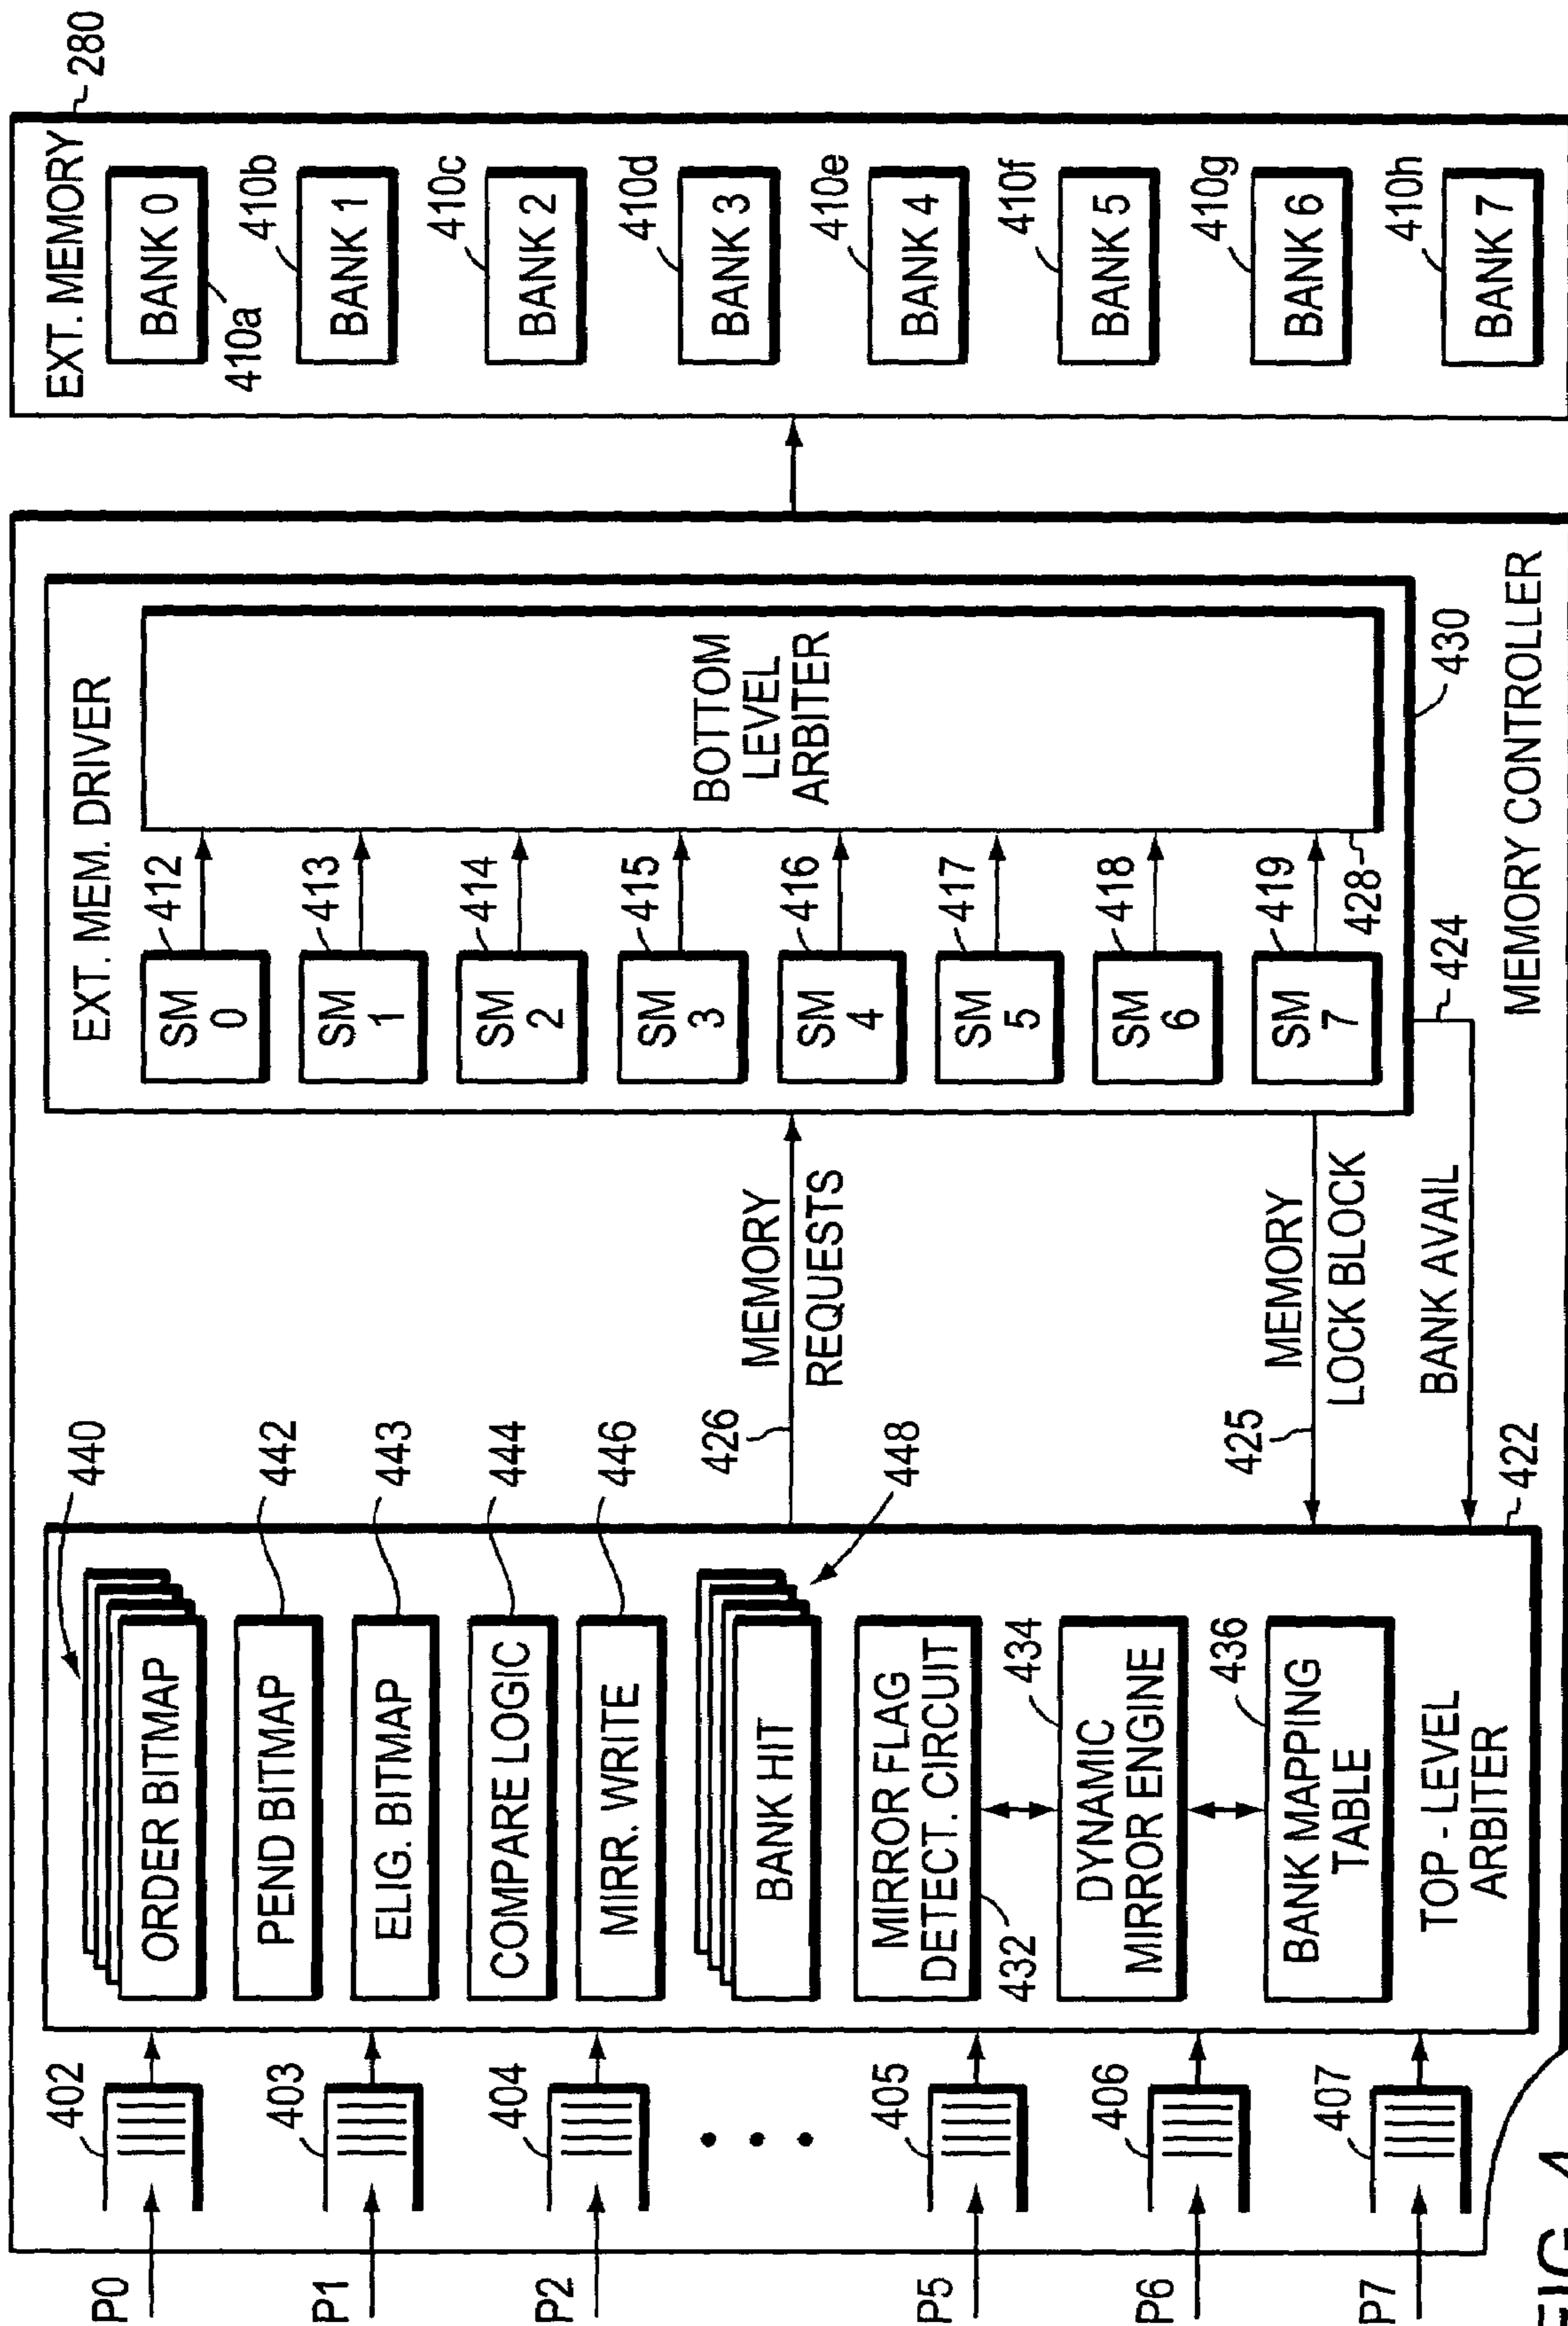 P0
P1
P2
P5
P6
P7
402
403
404
405
406
407
440
442
443
444
446
448
ORDER BITMAP
PEND BITMAP
ELIG. BITMAP
COMPARE LOGIC
MIRR. WRITE
BANK HIT
MIRROR FLAG
DETECT. CIRCUIT
432
DYNAMIC
MIRROR ENGINE
434
BANK MAPPING
TABLE
436
TOP - LEVEL
ARBITER
422
426
MEMORY
REQUESTS
425
MEMORY
LOCK BLOCK
BANK AVAIL
424
EXT. MEM. DRIVER
SM
0
412
SM
1
413
SM
2
414
SM
3
415
SM
4
416
SM
5
417
SM
6
418
SM
7
419
428
BOTTOM
LEVEL
ARBITER
430
MEMORY CONTROLLER
EXT. MEMORY
280
BANK 0
410a
BANK 1
410b
BANK 2
410c
BANK 3
410d
BANK 4
410e
BANK 5
410f
BANK 6
410g
BANK 7
410h
FIG. 4